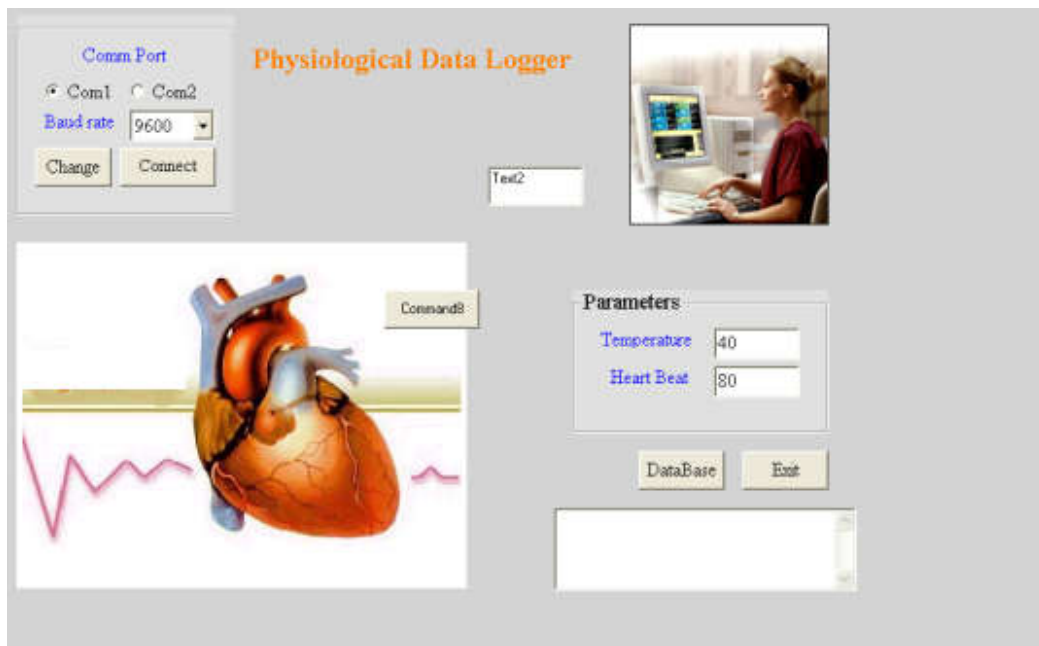 Comm Port
Physiological Data Logger
Com1 Com2
Baud rate 9600
Change Connect
Text2
Command8
Parameters
Temperature 40
Heart Beat 80
DataBase Exit